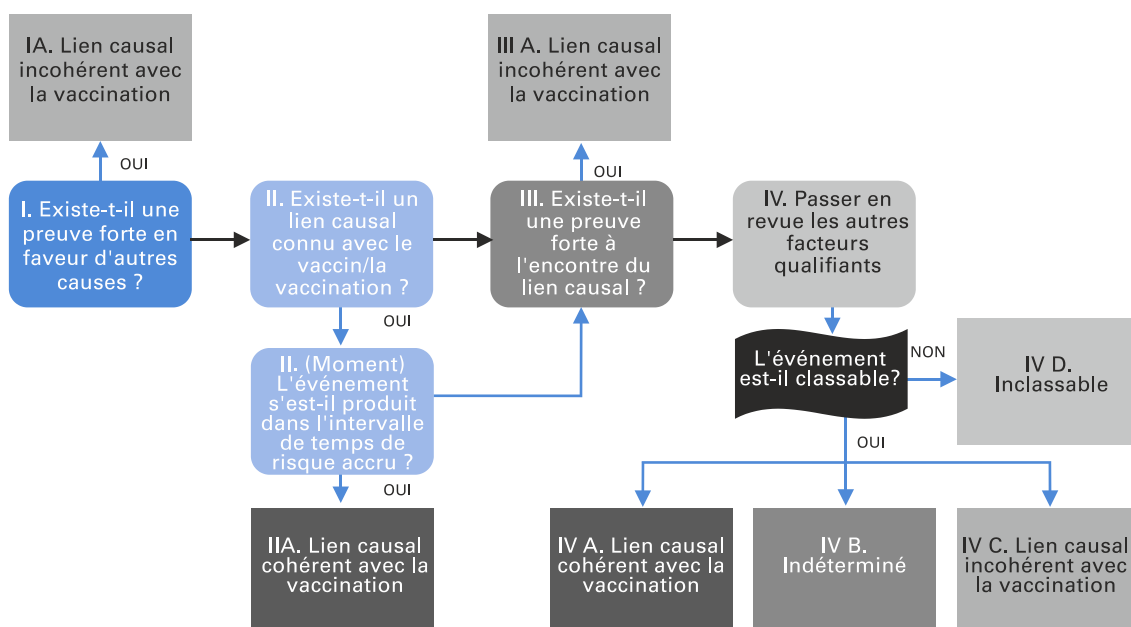 IA. Lien causal
incohérent avec
la vaccination
OUI
III A. Lien causal
incohérent avec
la vaccination
OUI
I. Existe-t-il une
preuve forte en
faveur d'autres
causes ?
II. Existe-t-il un
lien causal
connu avec le
vaccin/la
vaccination ?
OUI
III. Existe-t-il
une preuve
forte à
l'encontre du
lien causal ?
IV. Passer en
revue les autres
facteurs
qualifiants
II. (Moment)
L'événement
s'est-il produit
dans l'intervalle
de temps de
risque accru ?
OUI
L'événement
est-il classable?
NON
IV D.
Inclassable
OUI
IIA. Lien causal
cohérent avec la
vaccination
IV A. Lien causal
cohérent avec la
vaccination
IV B.
Indéterminé
IV C. Lien causal
incohérent avec
la vaccination